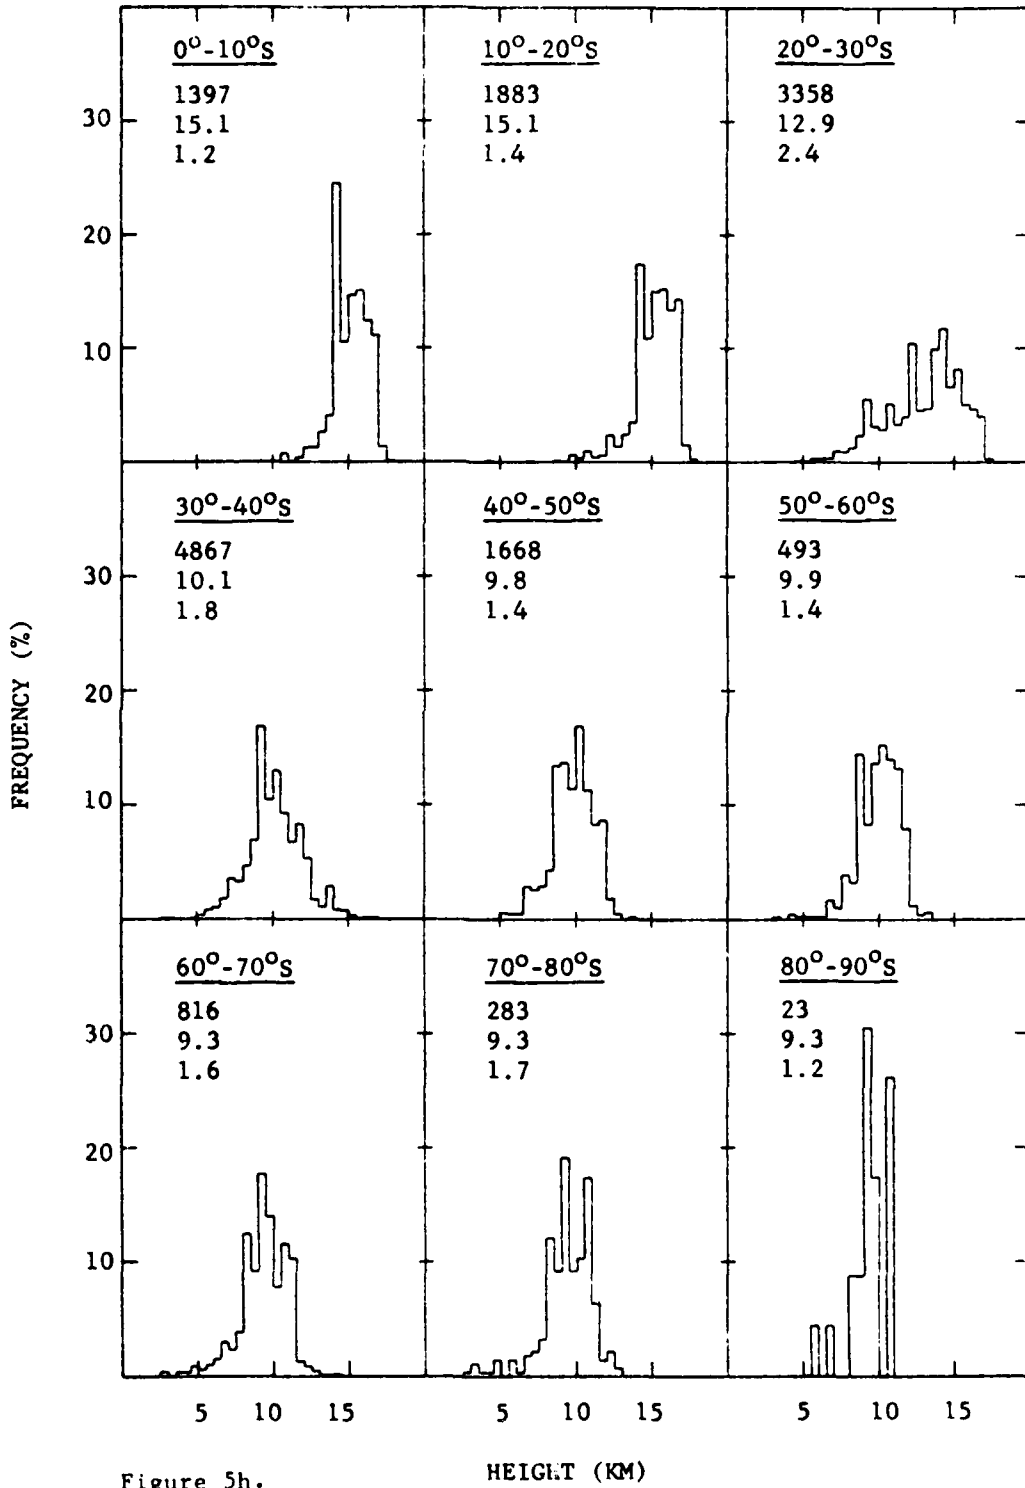 0°-10°S
1397
15.1
1.2
10°-20°S
1883
15.1
1.4
20°-30°S
3358
12.9
2.4
30
20
10
30°-40°S
4867
10.1
1.8
40°-50°S
1668
9.8
1.4
50°-60°S
493
9.9
1.4
30
20
10
FREQUENCY (%)
60°-70°S
816
9.3
1.6
70°-80°S
283
9.3
1.7
80°-90°S
23
9.3
1.2
30
20
10
5 10 15 5 10 15 5 10 15
HEIGHT (KM)
Figure 5h.